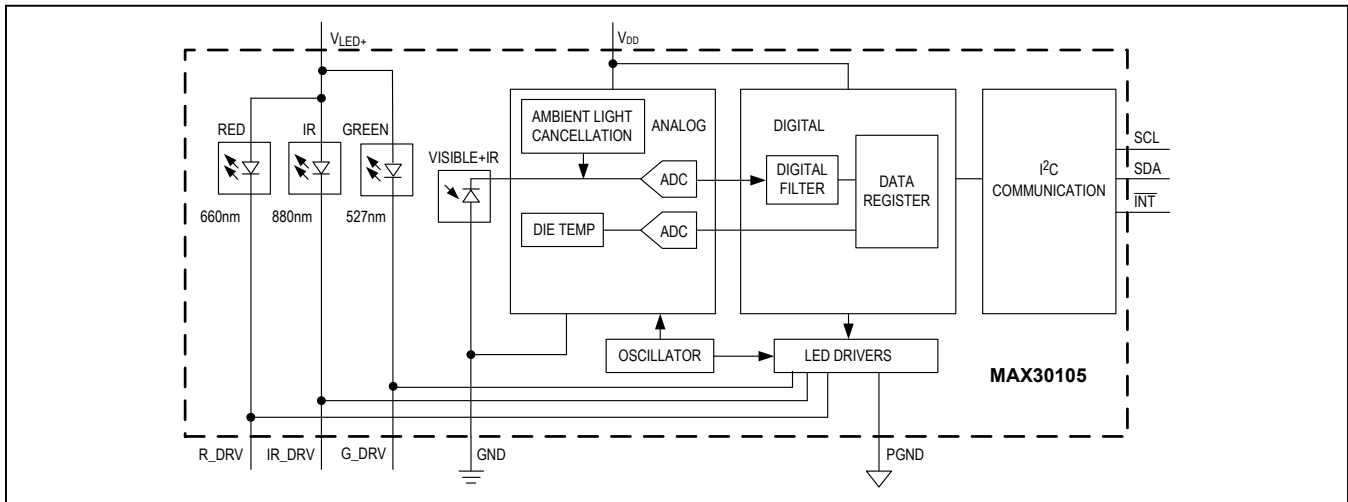 VLED+
VDD
RED
IR
GREEN
660nm
880nm
527nm
VISIBLE+IR
AMBIENT LIGHT
CANCELLATION
ANALOG
ADC
DIE TEMP
ADC
DIGITAL
DIGITAL
FILTER
DATA
REGISTER
I2C
COMMUNICATION
SCL
SDA
INT
OSCILLATOR
LED DRIVERS
MAX30105
R_DRV
IR_DRV
G_DRV
GND
PGND